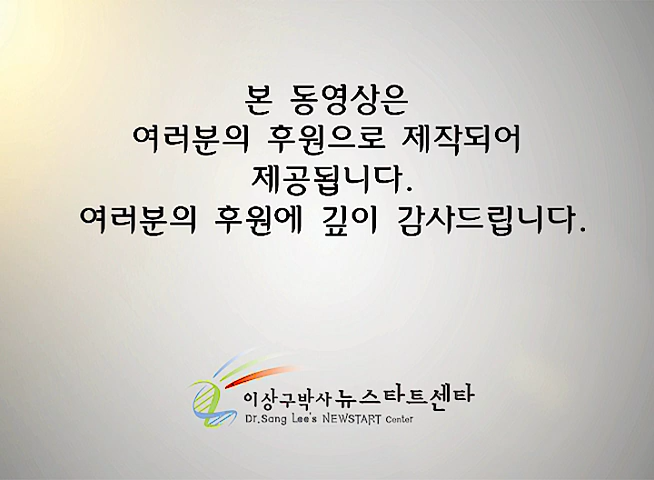 본 동영상은
여러분의 후원으로 제작되어
제공됩니다.
여러분의 후원에 깊이 감사드립니다.
이상구박사 뉴스타트센타
Dr.Sang Lee's NEWSTART Center